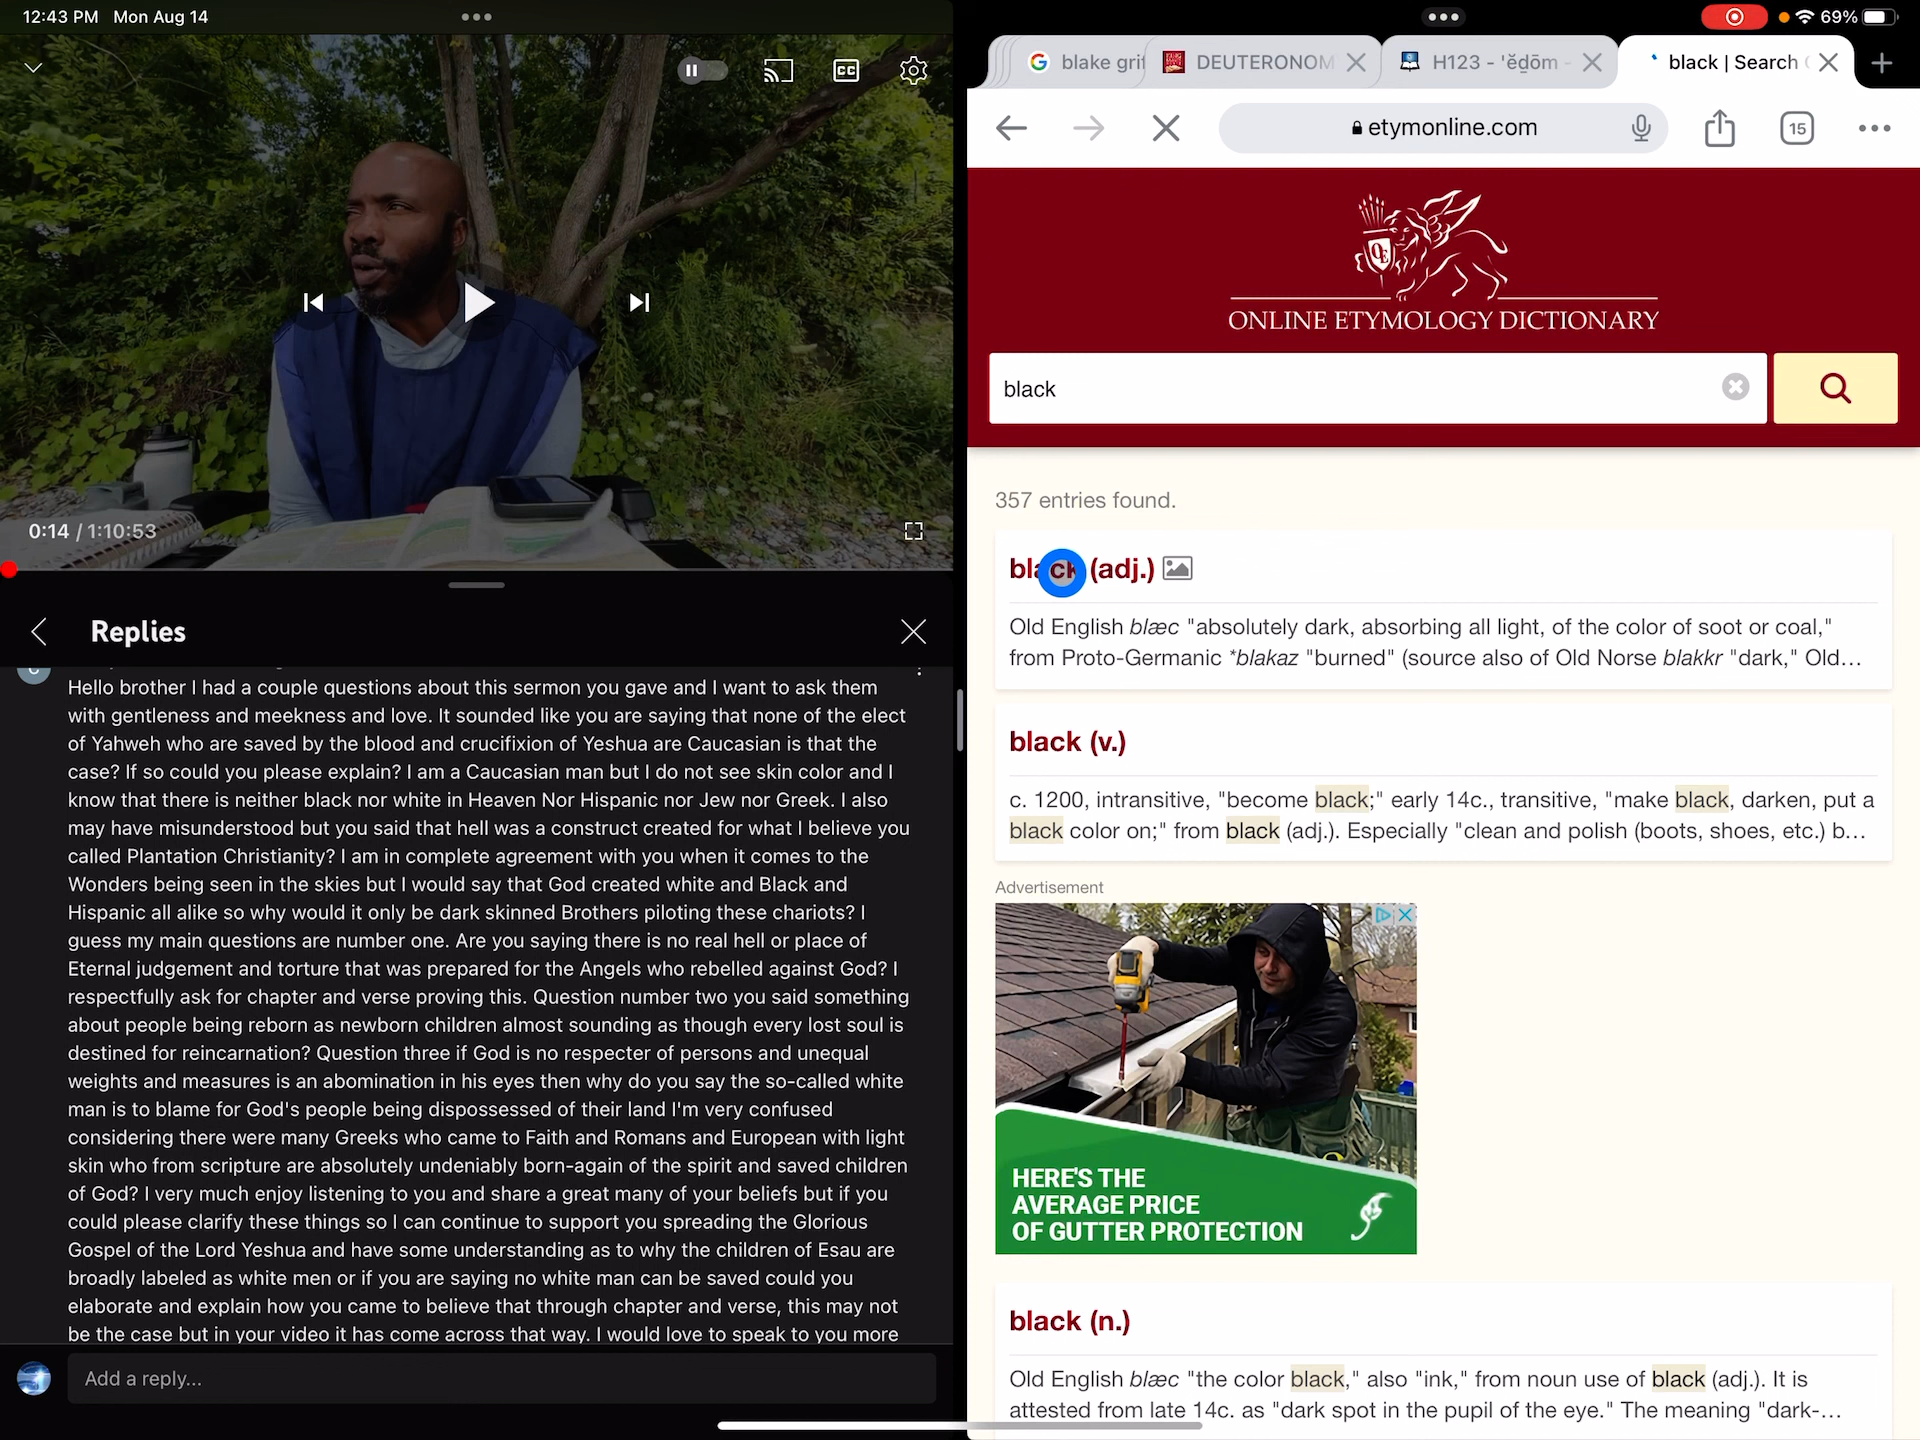 12:43 PM Mon Aug 14
CC
0:14 / 1:10:53
Replies
Hello brother I had a couple questions about this sermon you gave and I want to ask them
with gentleness and meekness and love. It sounded like you are saying that none of the elect
of Yahweh who are saved by the blood and crucifixion of Yeshua are Caucasian is that the
case? If so could you please explain? I am a Caucasian man but I do not see skin color and I
know that there is neither black nor white in Heaven Nor Hispanic nor Jew nor Greek. I also
may have misunderstood but you said that hell was a construct created for what I believe you
called Plantation Christianity? I am in complete agreement with you when it comes to the
Wonders being seen in the skies but I would say that God created white and Black and
Hispanic all alike so why would it only be dark skinned Brothers piloting these chariots? I
guess my main questions are number one. Are you saying there is no real hell or place of
Eternal judgement and torture that was prepared for the Angels who rebelled against God? I
respectfully ask for chapter and verse proving this. Question number two you said something
about people being reborn as newborn children almost sounding as though every lost soul is
destined for reincarnation? Question three if God is no respecter of persons and unequal
weights and measures is an abomination in his eyes then why do you say the so-called white
man is to blame for God's people being dispossessed of their land I'm very confused
considering there were many Greeks who came to Faith and Romans and European with light
skin who from scripture are absolutely undeniably born-again of the spirit and saved children
of God? I very much enjoy listening to you and share a great many of your beliefs but if you
could please clarify these things so I can continue to support you spreading the Glorious
Gospel of the Lord Yeshua and have some understanding as to why the children of Esau are
broadly labeled as white men or if you are saying no white man can be saved could you
elaborate and explain how you came to believe that through chapter and verse, this may not
be the case but in your video it has come across that way. I would love to speak to you more
Add a reply...
69%
blake grif
DEUTERONOM
H123 - 'ĕḏōm -
black | Search
etymonline.com
15
OE
ONLINE ETYMOLOGY DICTIONARY
black
357 entries found.
black (adj.)
Old English blæc "absolutely dark, absorbing all light, of the color of soot or coal,"
from Proto-Germanic *blakaz "burned" (source also of Old Norse blakkr "dark," Old...
black (v.)
c. 1200, intransitive, "become black;" early 14c., transitive, "make black, darken, put a
black color on;" from black (adj.). Especially "clean and polish (boots, shoes, etc.) b...
Advertisement
HERE'S THE
AVERAGE PRICE
OF GUTTER PROTECTION
black (n.)
Old English blæc "the color black," also "ink," from noun use of black (adj.). It is
attested from late 14c. as "dark spot in the pupil of the eye." The meaning "dark-...